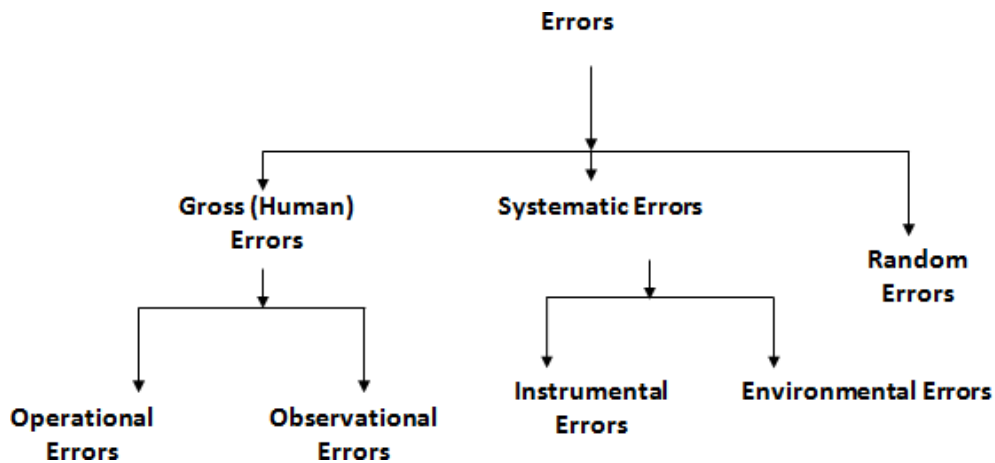 Errors
Gross (Human)
Errors
Systematic Errors
Random
Errors
Operational
Errors
Observational
Errors
Instrumental
Errors
Environmental Errors